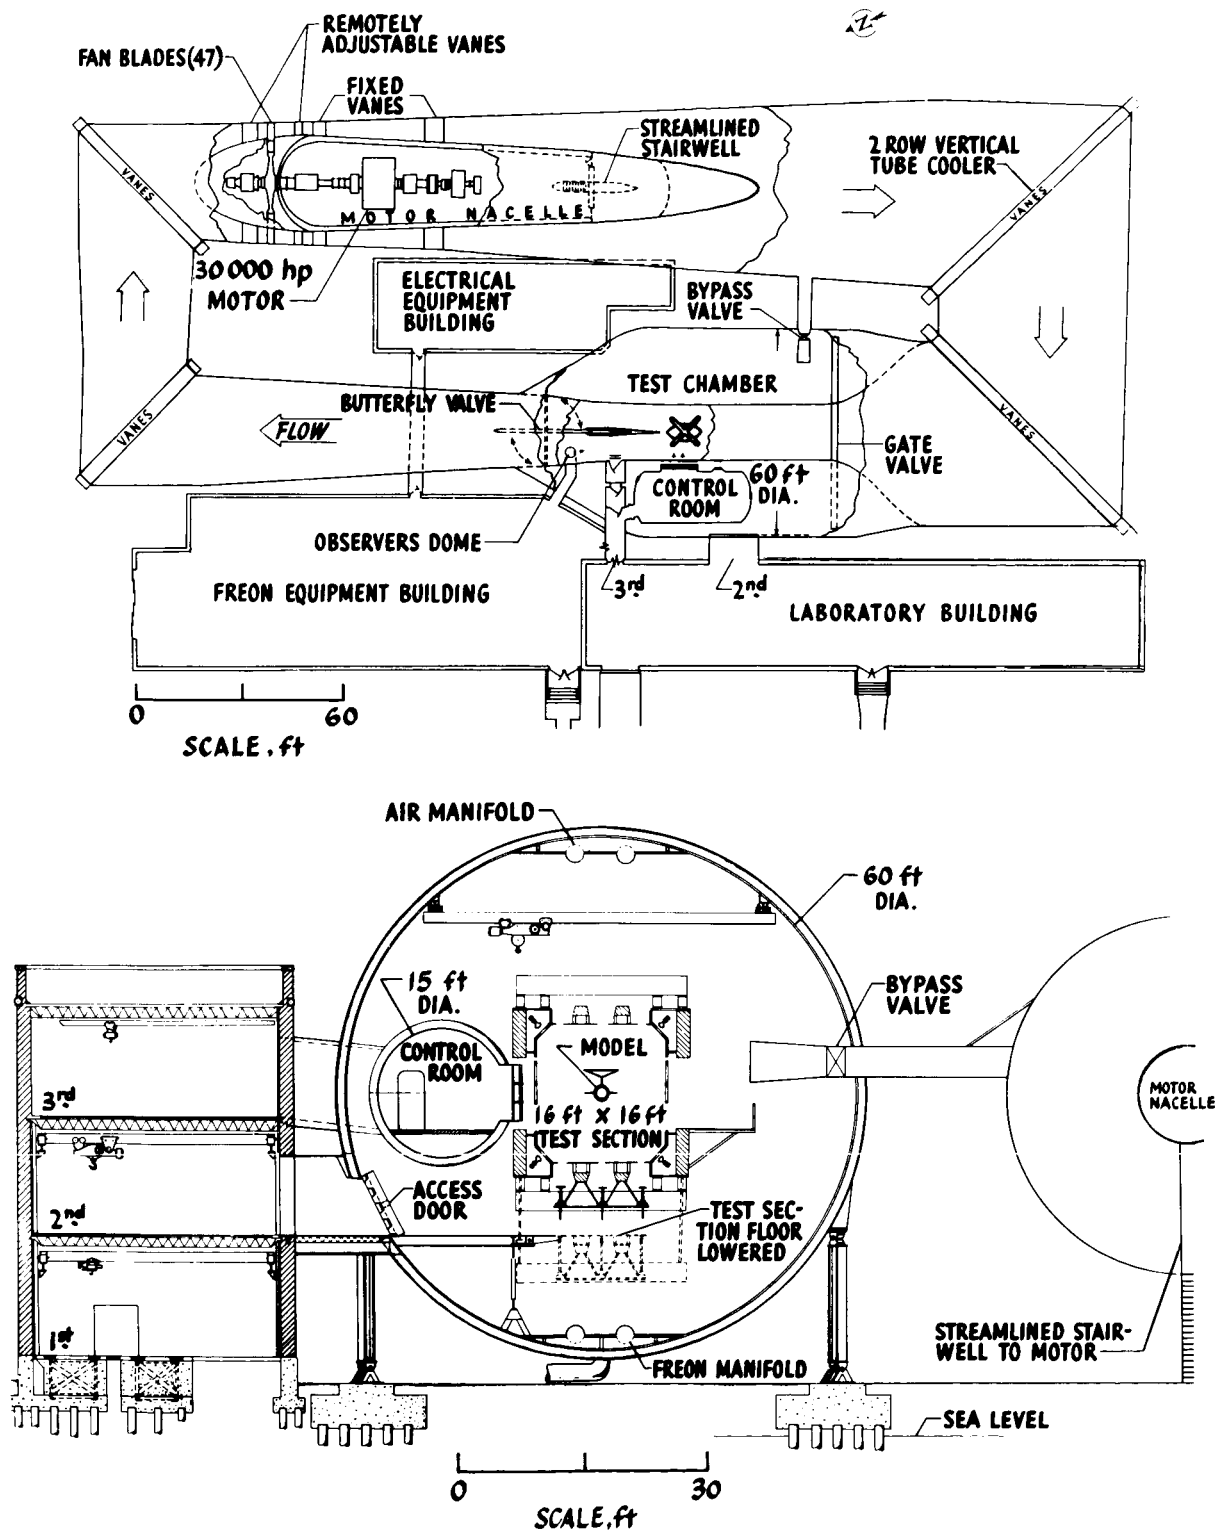 N
REMOTELY
ADJUSTABLE VANES
FAN BLADES(47)
FIXED
VANES
STREAMLINED
STAIRWELL
2 ROW VERTICAL
TUBE COOLER
VANES
VANES
MOTOR NACELLE
30000 hp
MOTOR
ELECTRICAL
EQUIPMENT
BUILDING
BYPASS
VALVE
TEST CHAMBER
BUTTERFLY VALVE
FLOW
VANES
VANES
GATE
VALVE
60 ft
DIA.
CONTROL
ROOM
OBSERVERS DOME
3rd
2nd
FREON EQUIPMENT BUILDING
LABORATORY BUILDING
0 60
SCALE, ft
AIR MANIFOLD
60 ft
DIA.
15 ft
DIA.
BYPASS
VALVE
CONTROL
ROOM
MODEL
MOTOR
NACELLE
3rd
16 ft X 16 ft
(TEST SECTION)
ACCESS
DOOR
2nd
TEST SEC-
TION FLOOR
LOWERED
1st
STREAMLINED STAIR-
WELL TO MOTOR
FREON MANIFOLD
SEA LEVEL
0 30
SCALE, ft